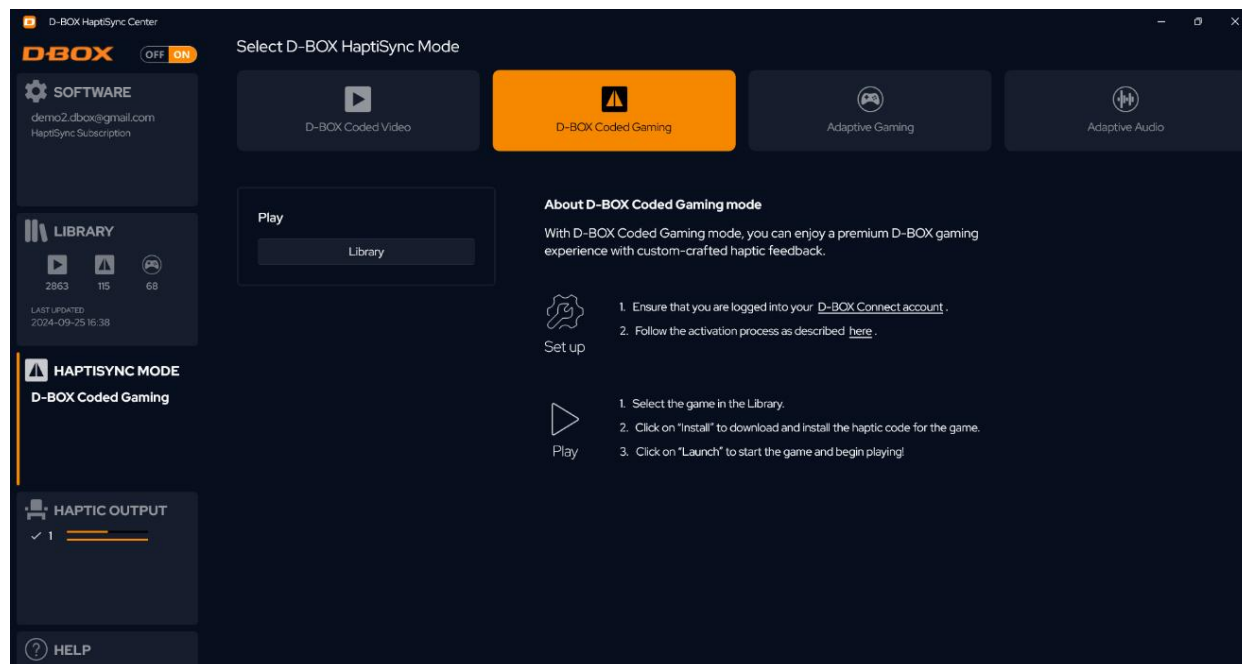 D-BOX HaptiSync Center
D-BOX
OFF ON
SOFTWARE
demo2.dbox@gmail.com
HaptiSync Subscription
LIBRARY
2863 115 68
LAST UPDATED
2024-09-25 16:38
HAPTISYNC MODE
D-BOX Coded Gaming
HAPTIC OUTPUT
1
HELP
Select D-BOX HaptiSync Mode
D-BOX Coded Video
D-BOX Coded Gaming
Adaptive Gaming
Adaptive Audio
Play
Library
About D-BOX Coded Gaming mode
With D-BOX Coded Gaming mode, you can enjoy a premium D-BOX gaming
experience with custom-crafted haptic feedback.
Set up
1. Ensure that you are logged into your D-BOX Connect account .
2. Follow the activation process as described here .
Play
1. Select the game in the Library.
2. Click on "Install" to download and install the haptic code for the game.
3. Click on "Launch" to start the game and begin playing!